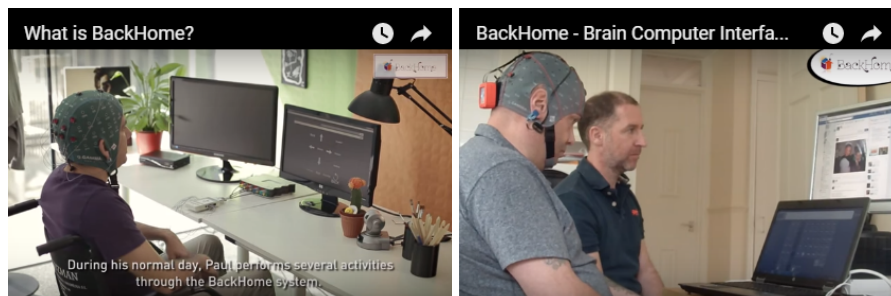 What is BackHome?
BackHome - Brain Computer Interfa...
BackHome
BackHome
During his normal day, Paul performs several activities
through the BackHome system.